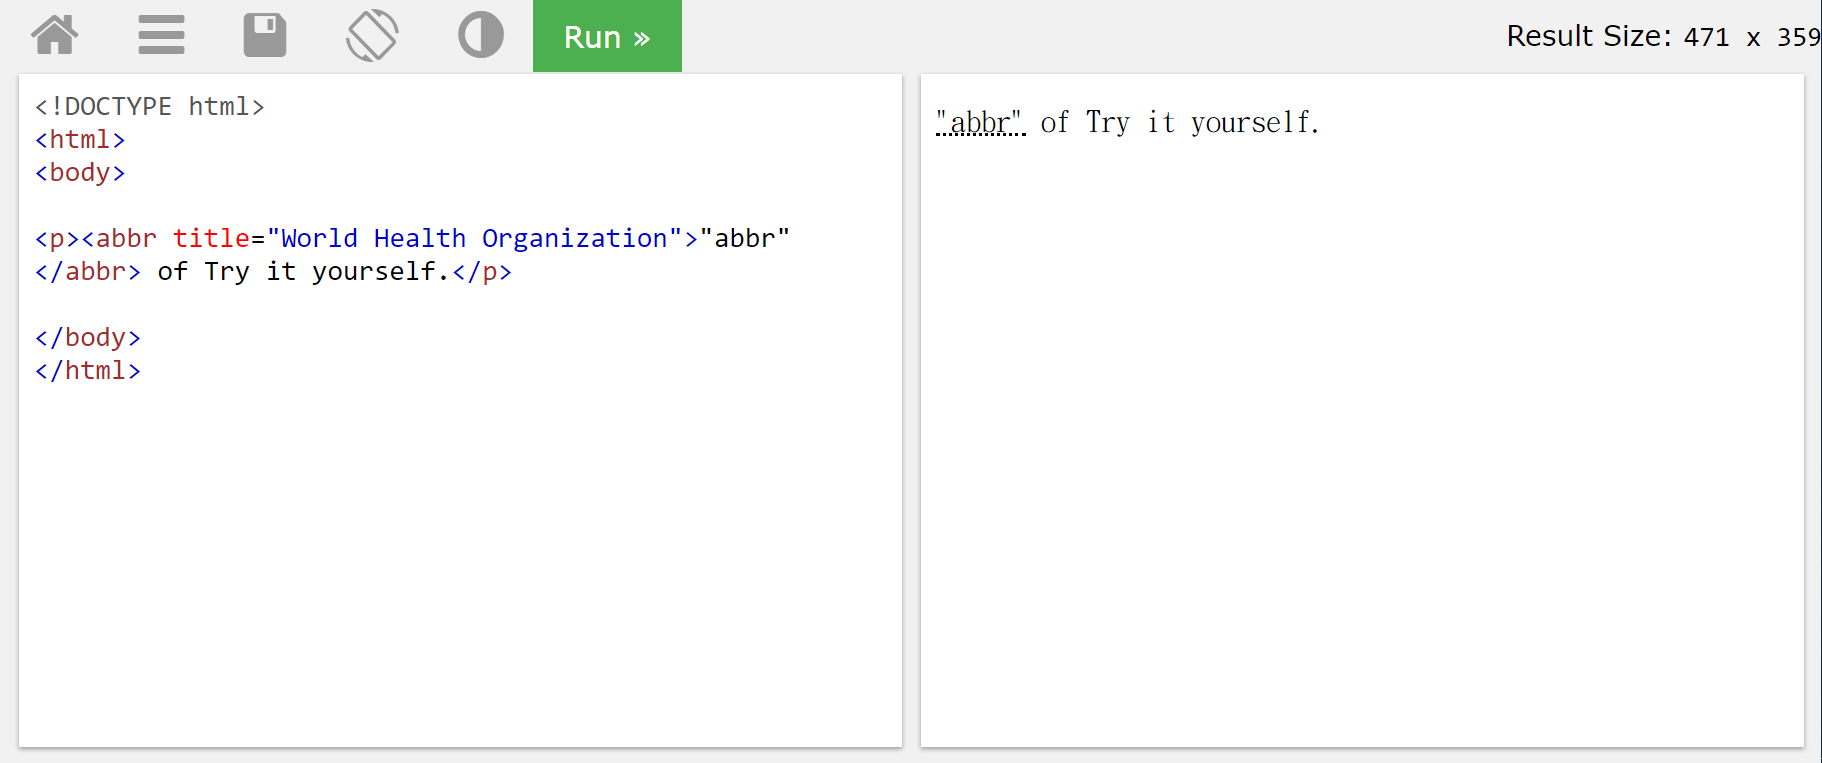 Run »
Result Size: 471 x 359
<!DOCTYPE html>
<html>
<body>
<p><abbr title="World Health Organization">"abbr"
</abbr> of Try it yourself.</p>
</body>
</html>
"abbr" of Try it yourself.